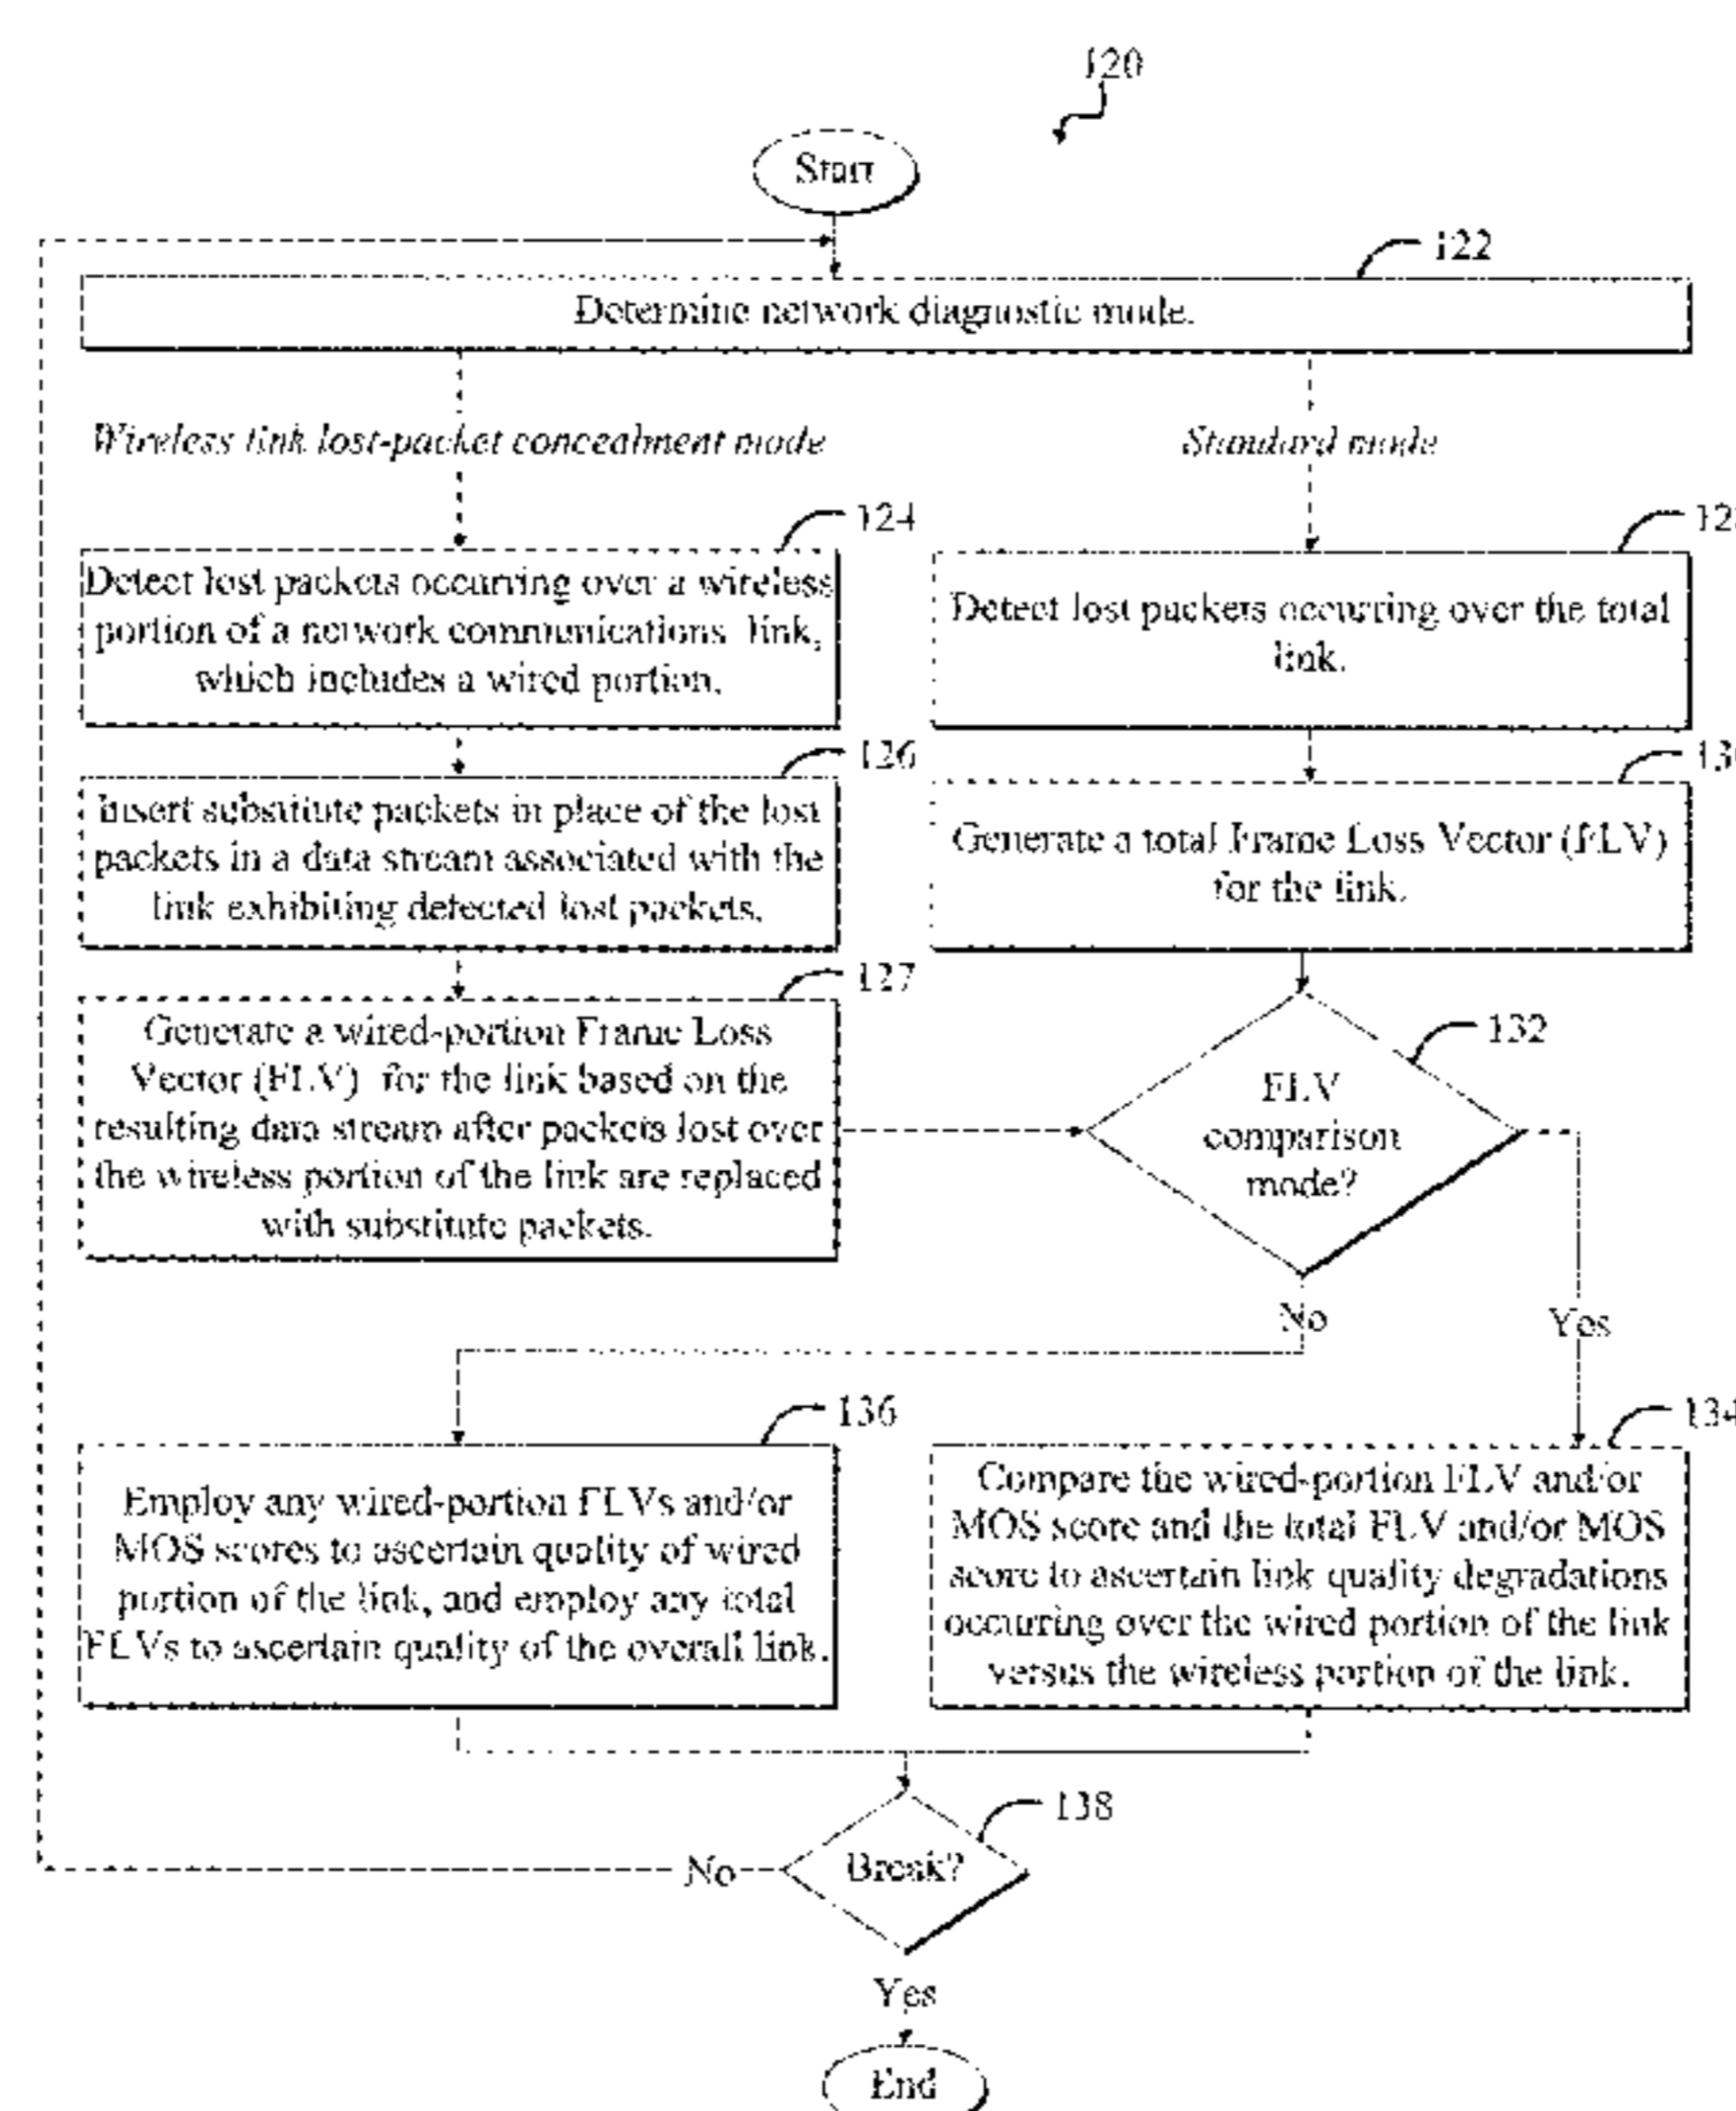 120
Start
122
Determine network diagnostic mode.
Wireless link lost-packet concealment mode
Standard mode
124
Detect lost packets occurring over a wireless
portion of a network communications link,
which includes a wired portion.
Detect lost packets occurring over the total
link.
126
Insert substitute packets in place of the lost
packets in a data stream associated with the
link exhibiting detected lost packets.
Generate a total Frame Loss Vector (FLV)
for the link.
127
Generate a wired-portion Frame Loss
Vector (FLV) for the link based on the
resulting data stream after packets lost over
the wireless portion of the link are replaced
with substitute packets.
132
FLV
comparison
mode?
No
Yes
136
Employ any wired-portion FLVs and/or
MOS scores to ascertain quality of wired
portion of the link, and employ any total
FLVs to ascertain quality of the overall link.
134
Compare the wired-portion FLV and/or
MOS score and the total FLV and/or MOS
score to ascertain link quality degradations
occurring over the wired portion of the link
versus the wireless portion of the link.
138
Break?
No
Yes
End